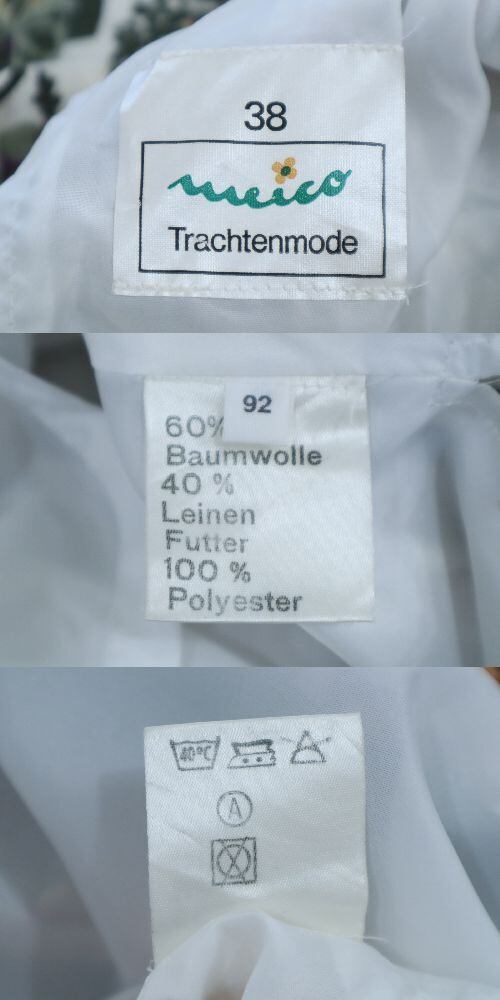 38
meico
Trachtenmode
92
60%
Baumwolle
40 %
Leinen
Futter
100 %
Polyester
40°C
A